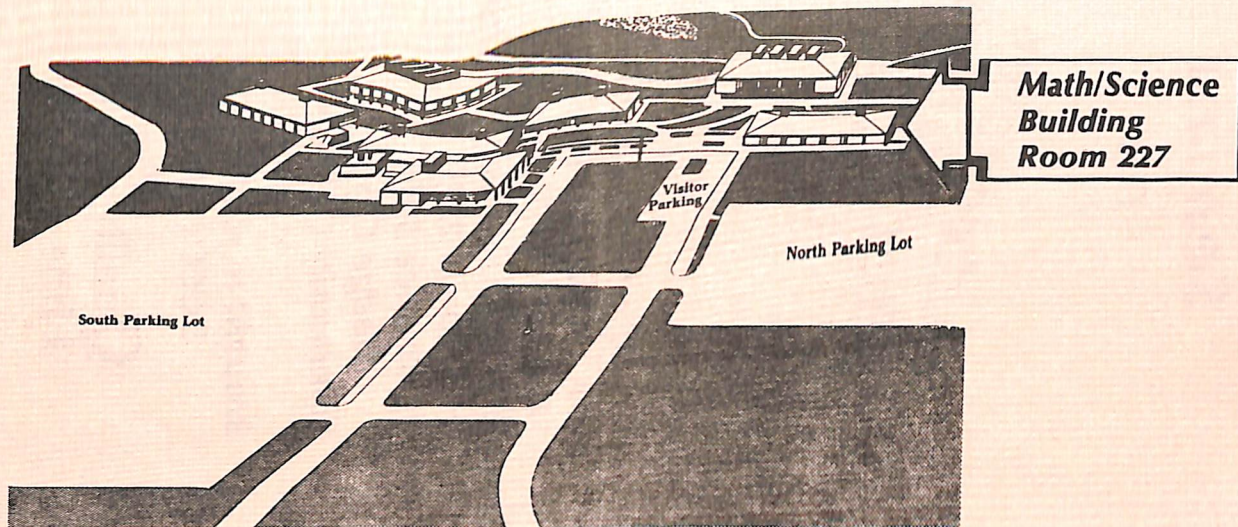 Math/Science
Building
Room 227
Visitor
Parking
North Parking Lot
South Parking Lot